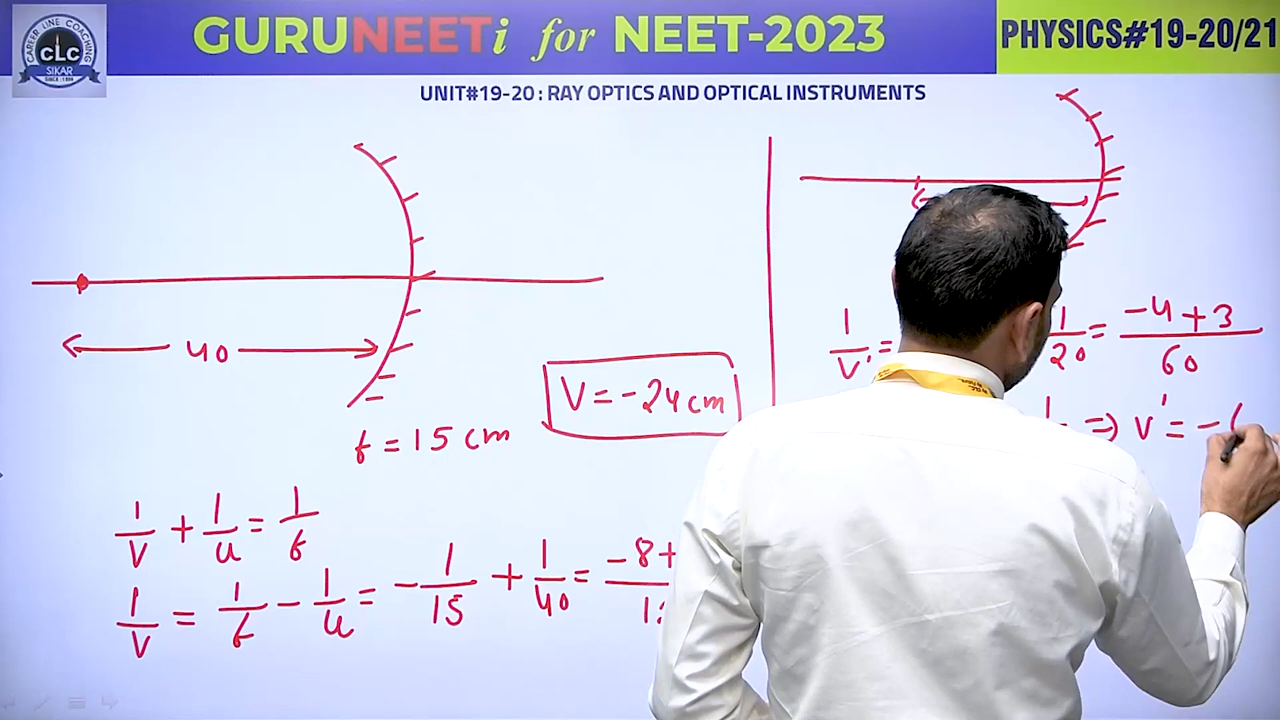 GURUNEETi for NEET-2023
PHYSICS#19-20/21
CAREER LINE COACHING
CLC
SIKAR
UNIT#19-20 : RAY OPTICS AND OPTICAL INSTRUMENTS
40
f = 15 cm
V = -24 cm
1/V + 1/u = 1/f
1/V = 1/f - 1/u = - 1/15 + 1/40 = -8+
1/V' =
1/20 = -4+3/60
⇒ V' = -